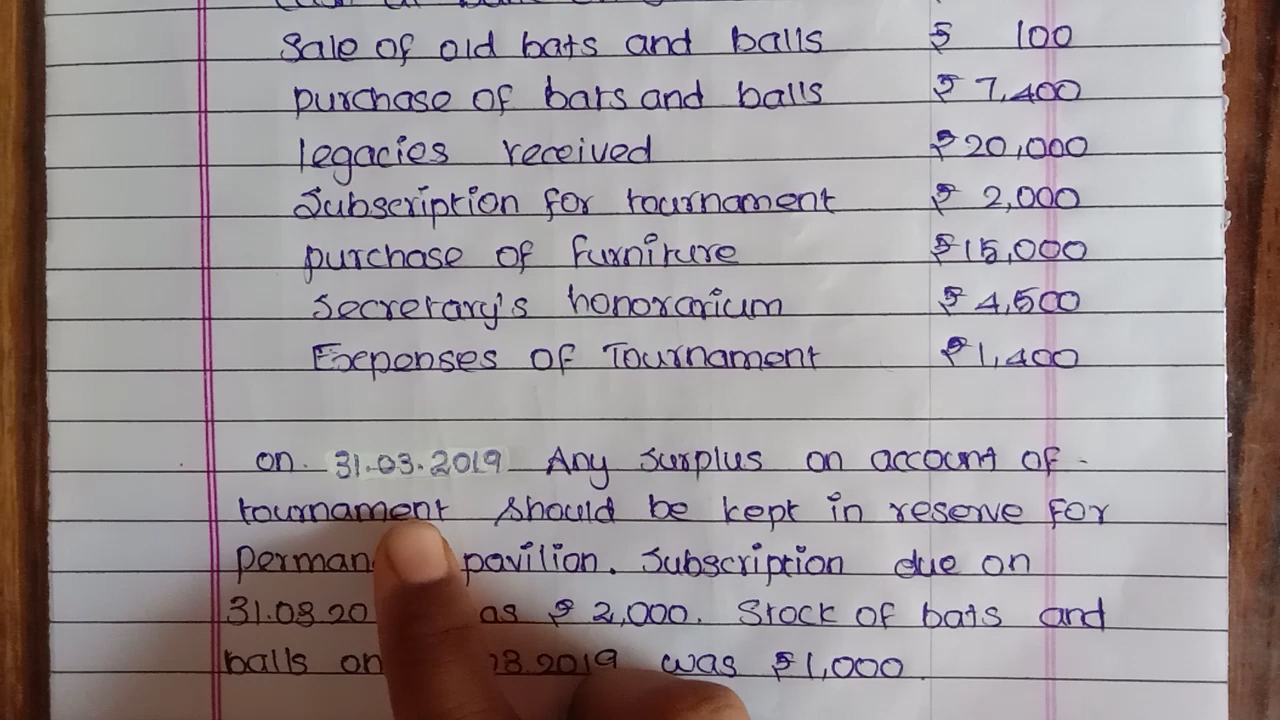 Sale of old bats and balls ₹ 100
purchase of bats and balls ₹ 7,400
legacies received ₹ 20,000
Subscription for tournament ₹ 2,000
purchase of furniture ₹ 15,000
Secretary's honorarium ₹ 4,500
Expenses of Tournament ₹ 1,400
on 31.03.2019 Any surplus on account of
tournament should be kept in reserve for
pavilion. Subscription due on
as ₹ 2,000. Stock of bats and
balls on 2019 was ₹ 1,000.